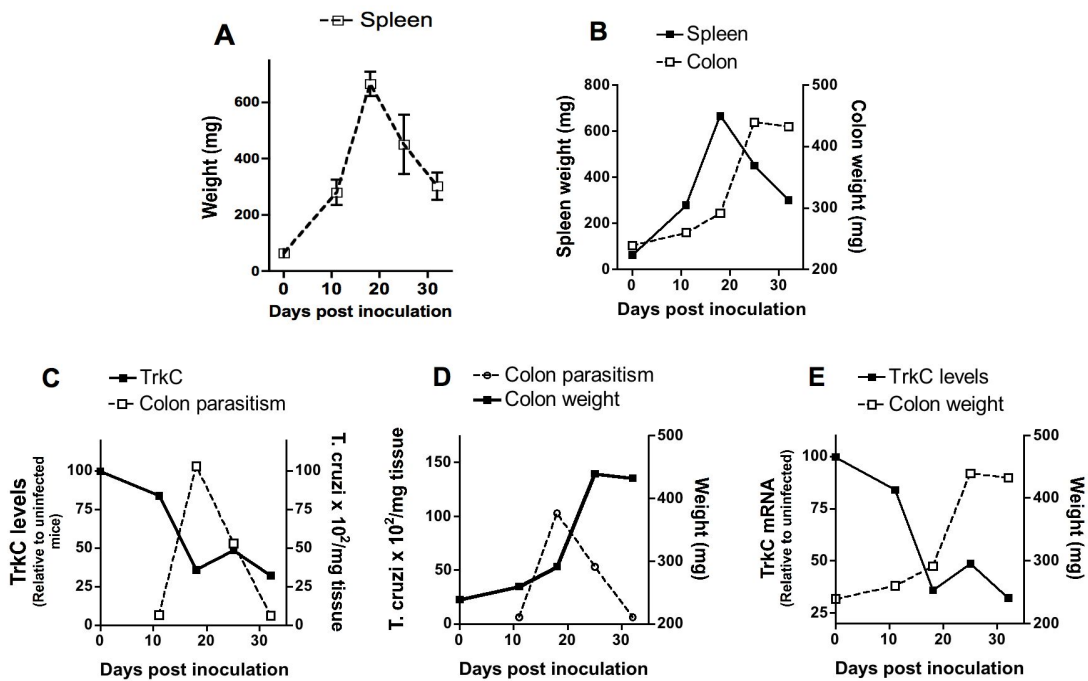 A
Spleen
Weight (mg)
600
400
200
0
0 10 20 30
Days post inoculation
B
Spleen
Colon
Spleen weight (mg)
800
600
400
200
0
500
400
300
200
Colon weight (mg)
0 10 20 30
Days post inoculation
C
TrkC
Colon parasitism
TrkC levels
(Relative to uninfected
mice)
100
75
50
25
0
100
50
25
0
T. cruzi x 10²/mg tissue
0 10 20 30
Days post inoculation
D
Colon parasitism
Colon weight
T. cruzi x 10²/mg tissue
150
100
50
0
500
400
300
200
Weight (mg)
0 10 20 30
Days post inoculation
E
TrkC levels
Colon weight
TrkC mRNA
(Relative to uninfected)
100
75
50
25
500
400
300
200
Weight (mg)
0 10 20 30
Days post inoculation